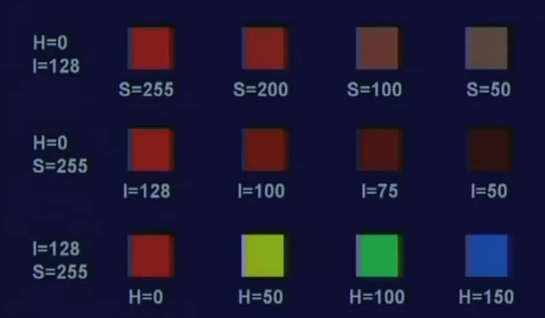 H=0
I=128
S=255 S=200 S=100 S=50
H=0
S=255
I=128 I=100 I=75 I=50
I=128
S=255
H=0 H=50 H=100 H=150